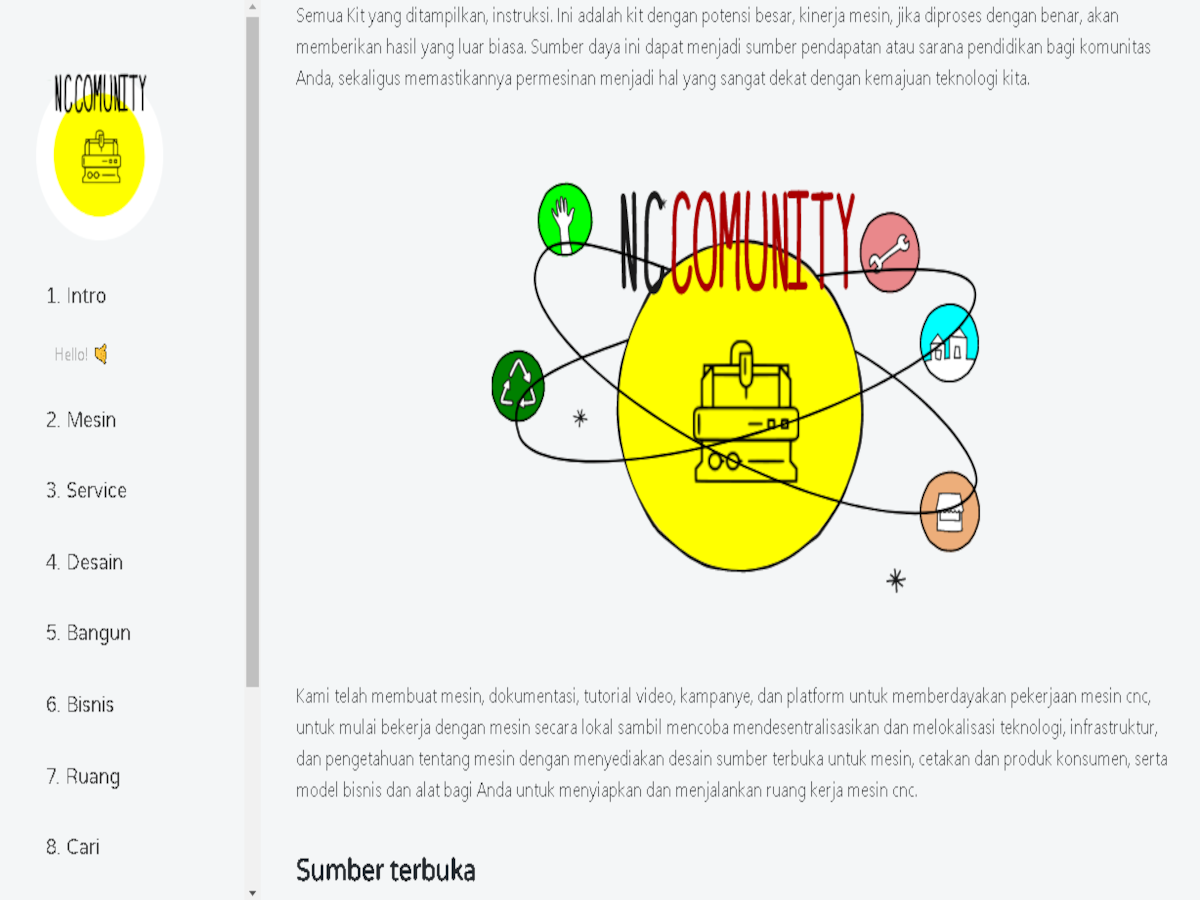 NCCOMUNITY
1. Intro
Hello!
2. Mesin
3. Service
4. Desain
5. Bangun
6. Bisnis
7. Ruang
8. Cari
Semua Kit yang ditampilkan, instruksi. Ini adalah kit dengan potensi besar, kinerja mesin, jika diproses dengan benar, akan
memberikan hasil yang luar biasa. Sumber daya ini dapat menjadi sumber pendapatan atau sarana pendidikan bagi komunitas
Anda, sekaligus memastikannya permesinan menjadi hal yang sangat dekat dengan kemajuan teknologi kita.
NCCOMUNITY
Kami telah membuat mesin, dokumentasi, tutorial video, kampanye, dan platform untuk memberdayakan pekerjaan mesin cnc,
untuk mulai bekerja dengan mesin secara lokal sambil mencoba mendesentralisasikan dan melokalisasi teknologi, infrastruktur,
dan pengetahuan tentang mesin dengan menyediakan desain sumber terbuka untuk mesin, cetakan dan produk konsumen, serta
model bisnis dan alat bagi Anda untuk menyiapkan dan menjalankan ruang kerja mesin cnc.
Sumber terbuka